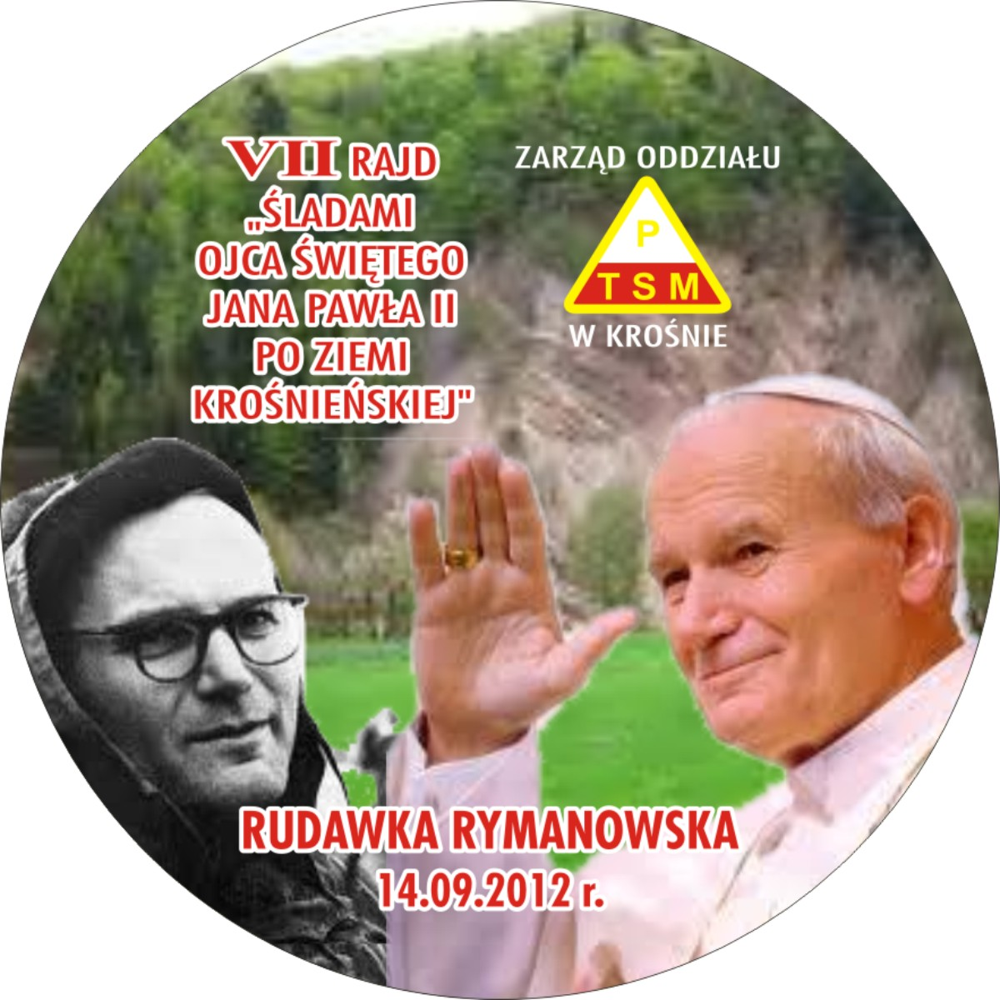 VII RAJD
„ŚLADAMI
OJCA ŚWIĘTEGO
JANA PAWŁA II
PO ZIEMI
KROŚNIEŃSKIEJ"
ZARZĄD ODDZIAŁU
P
TSM
W KROŚNIE
RUDAWKA RYMANOWSKA
14.09.2012 r.